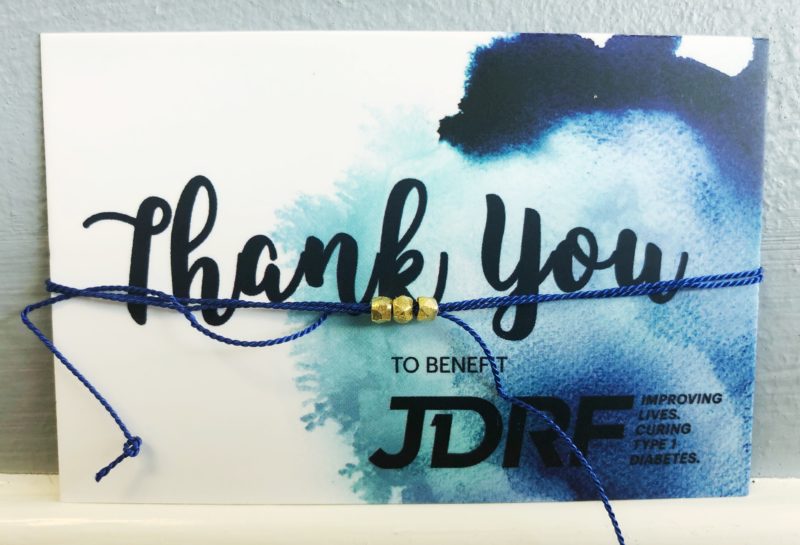 Thank You
TO BENEFIT
JDRF
IMPROVING
LIVES.
CURING
TYPE 1
DIABETES.